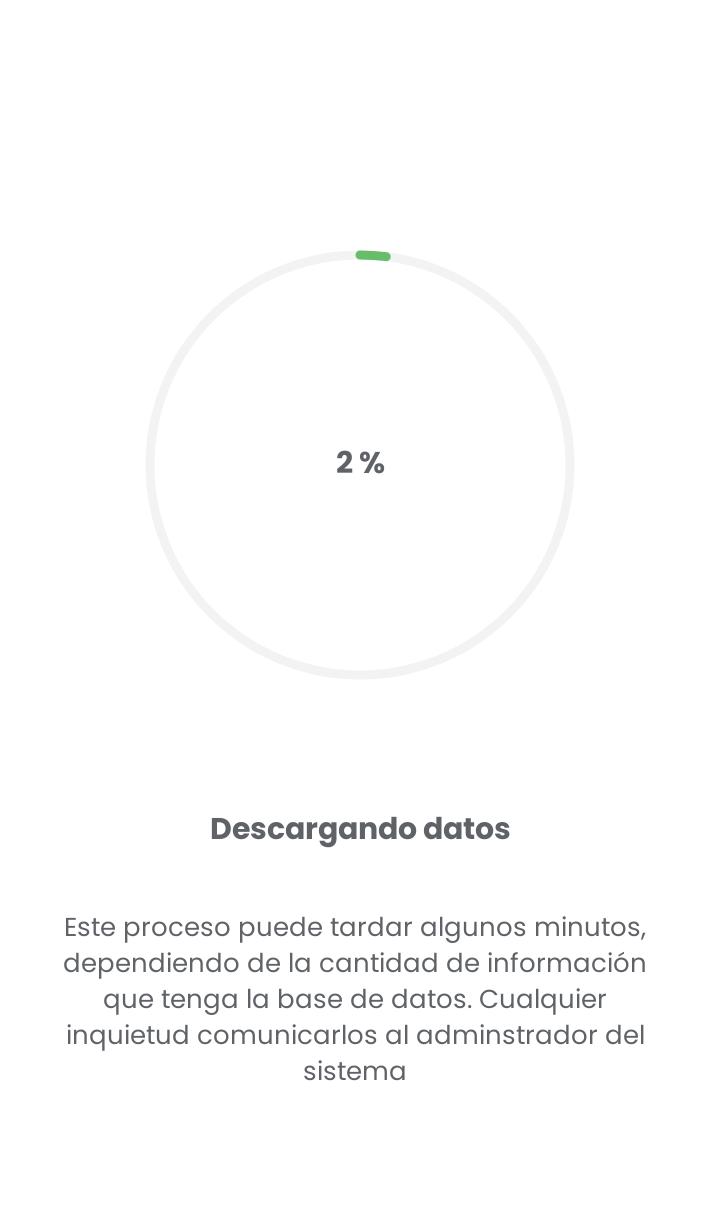 2 %
Descargando datos
Este proceso puede tardar algunos minutos,
dependiendo de la cantidad de información
que tenga la base de datos. Cualquier
inquietud comunicarlos al adminstrador del
sistema